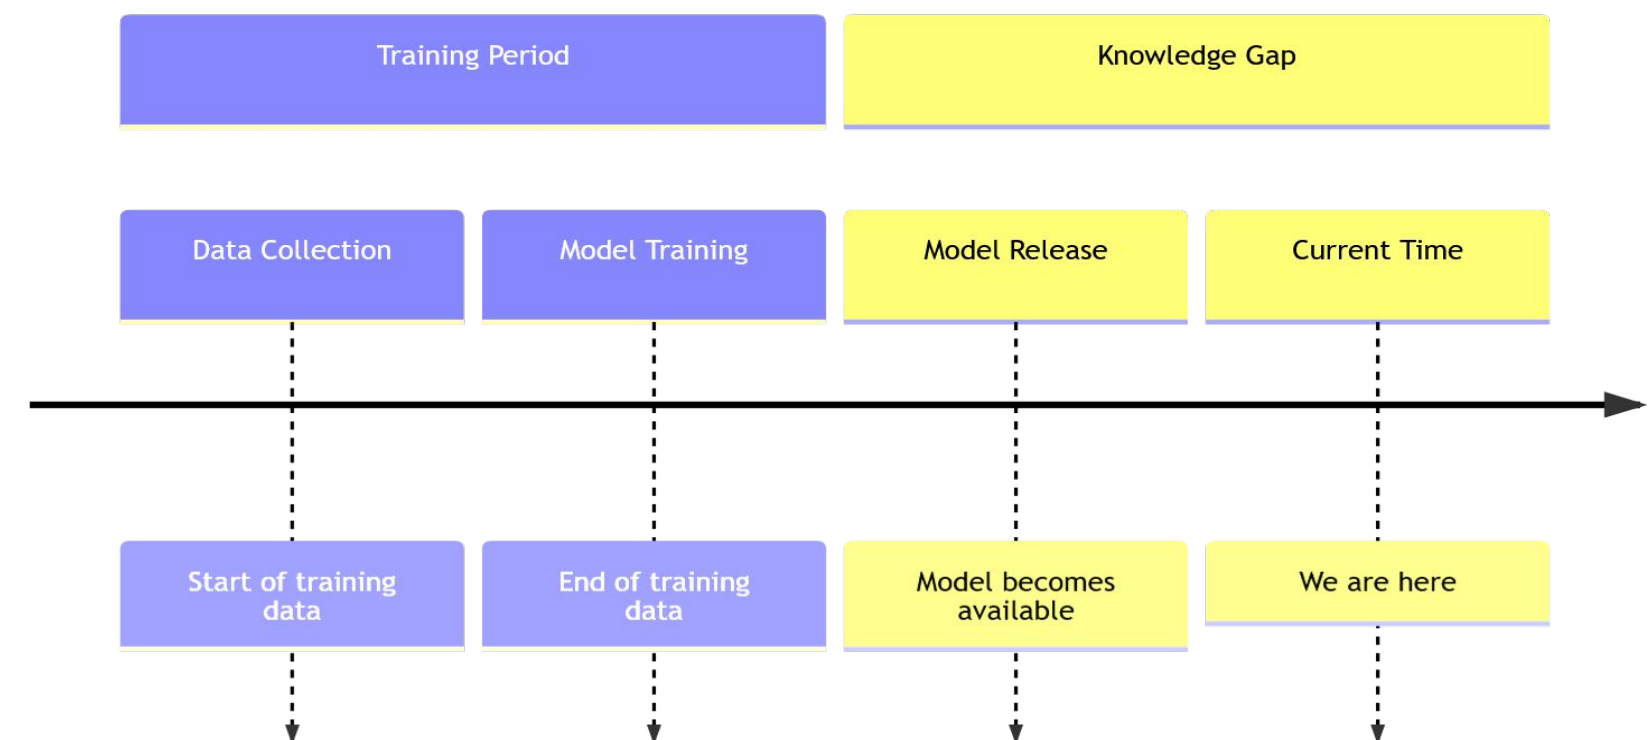 Training Period
Knowledge Gap
Data Collection
Model Training
Model Release
Current Time
Start of training
data
End of training
data
Model becomes
available
We are here